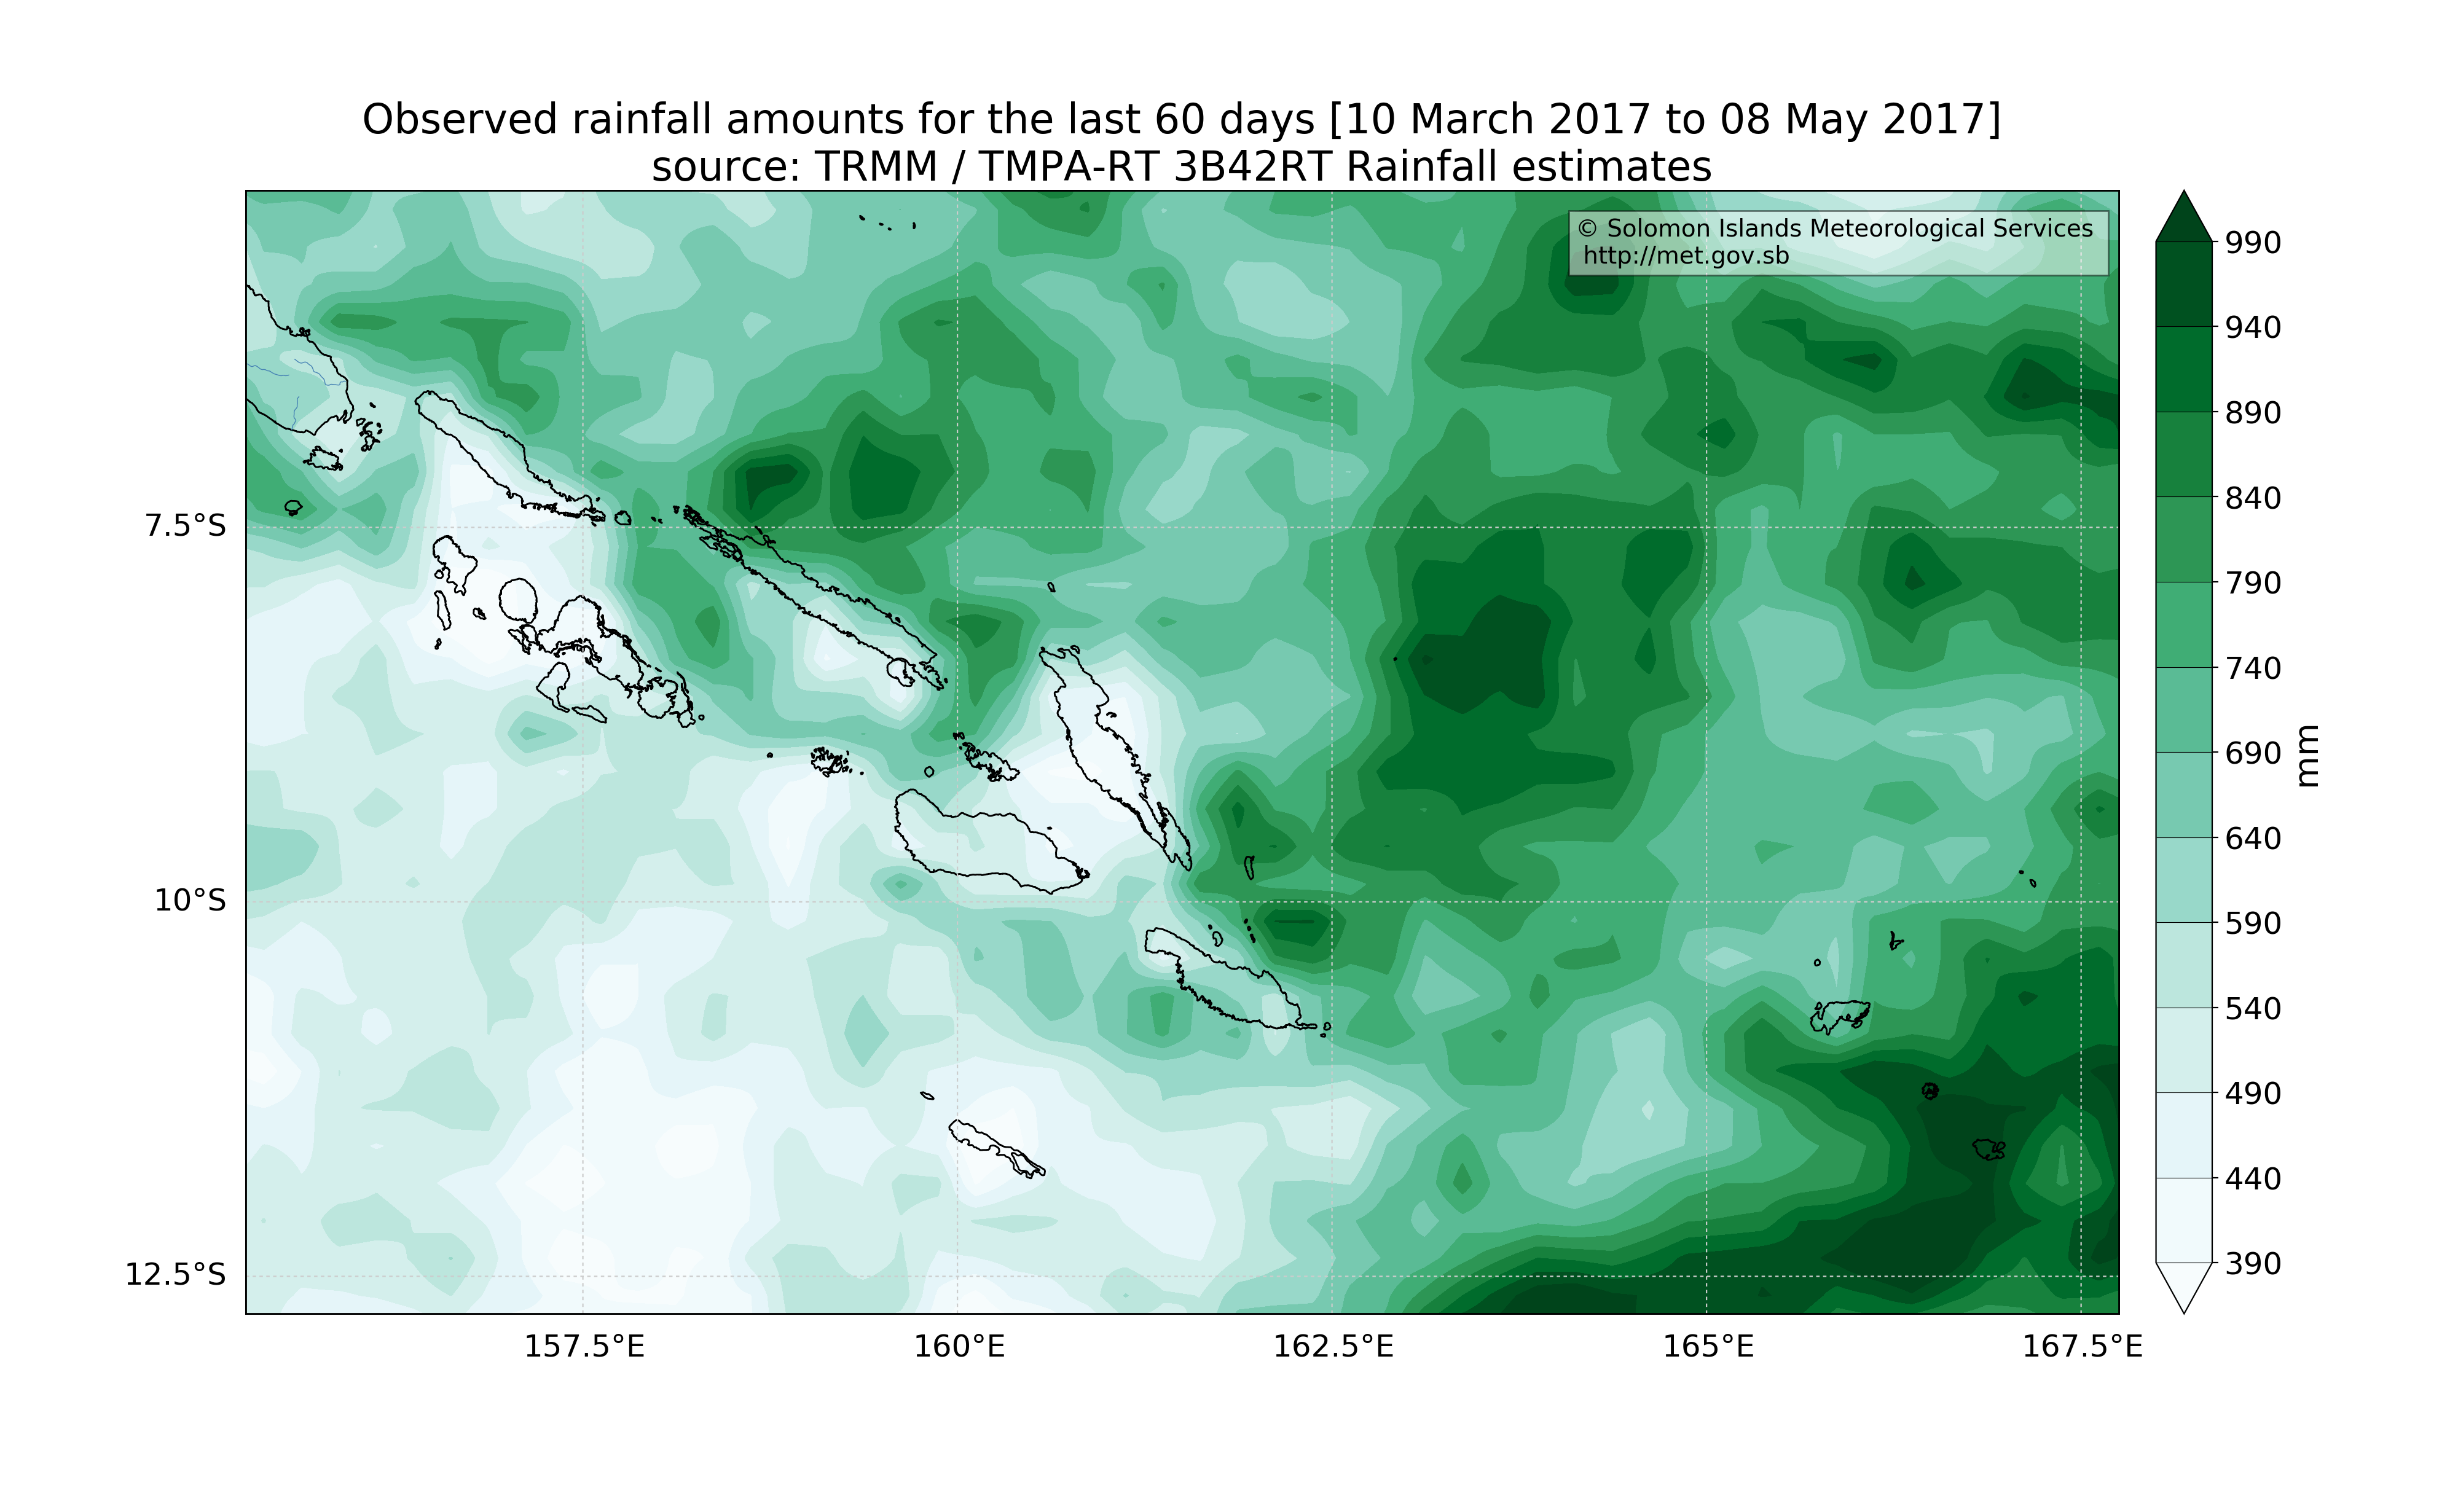 Observed rainfall amounts for the last 60 days [10 March 2017 to 08 May 2017]
source: TRMM / TMPA-RT 3B42RT Rainfall estimates
© Solomon Islands Meteorological Services
http://met.gov.sb
990
940
890
840
790
740
690
640
590
540
490
440
390
mm
7.5°S
10°S
12.5°S
157.5°E
160°E
162.5°E
165°E
167.5°E